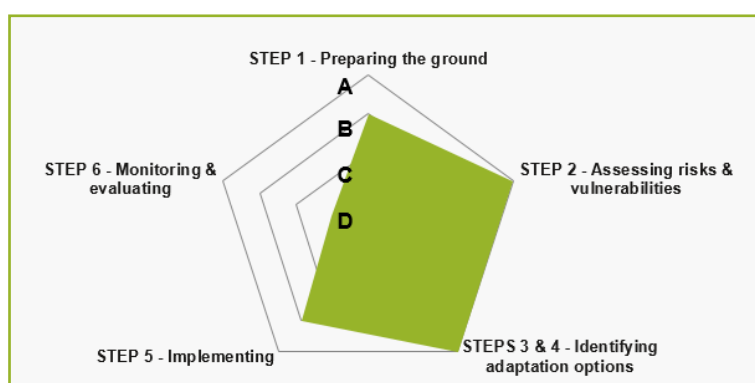 STEP 1 - Preparing the ground
A
B
C
D
STEP 6 - Monitoring &
evaluating
STEP 2 - Assessing risks &
vulnerabilities
STEP 5 - Implementing
STEPS 3 & 4 - Identifying
adaptation options